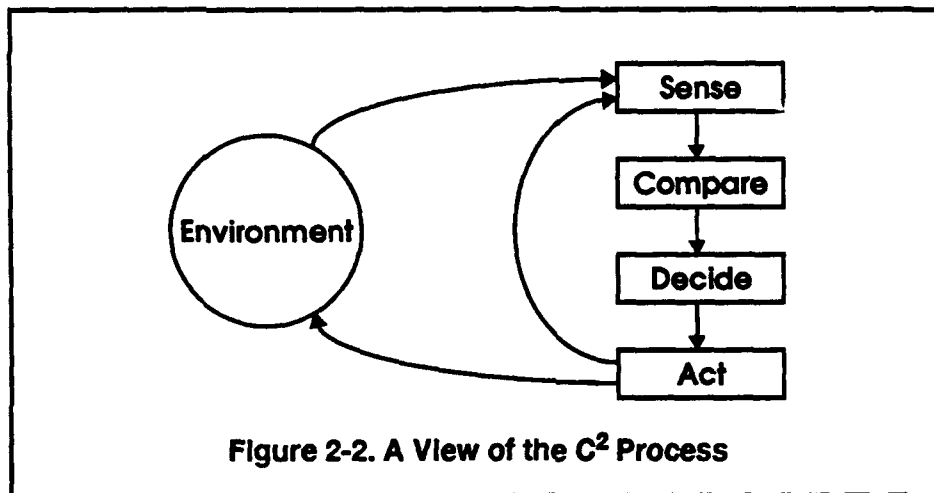 Sense
Compare
Environment
Decide
Act
Figure 2-2. A View of the C² Process